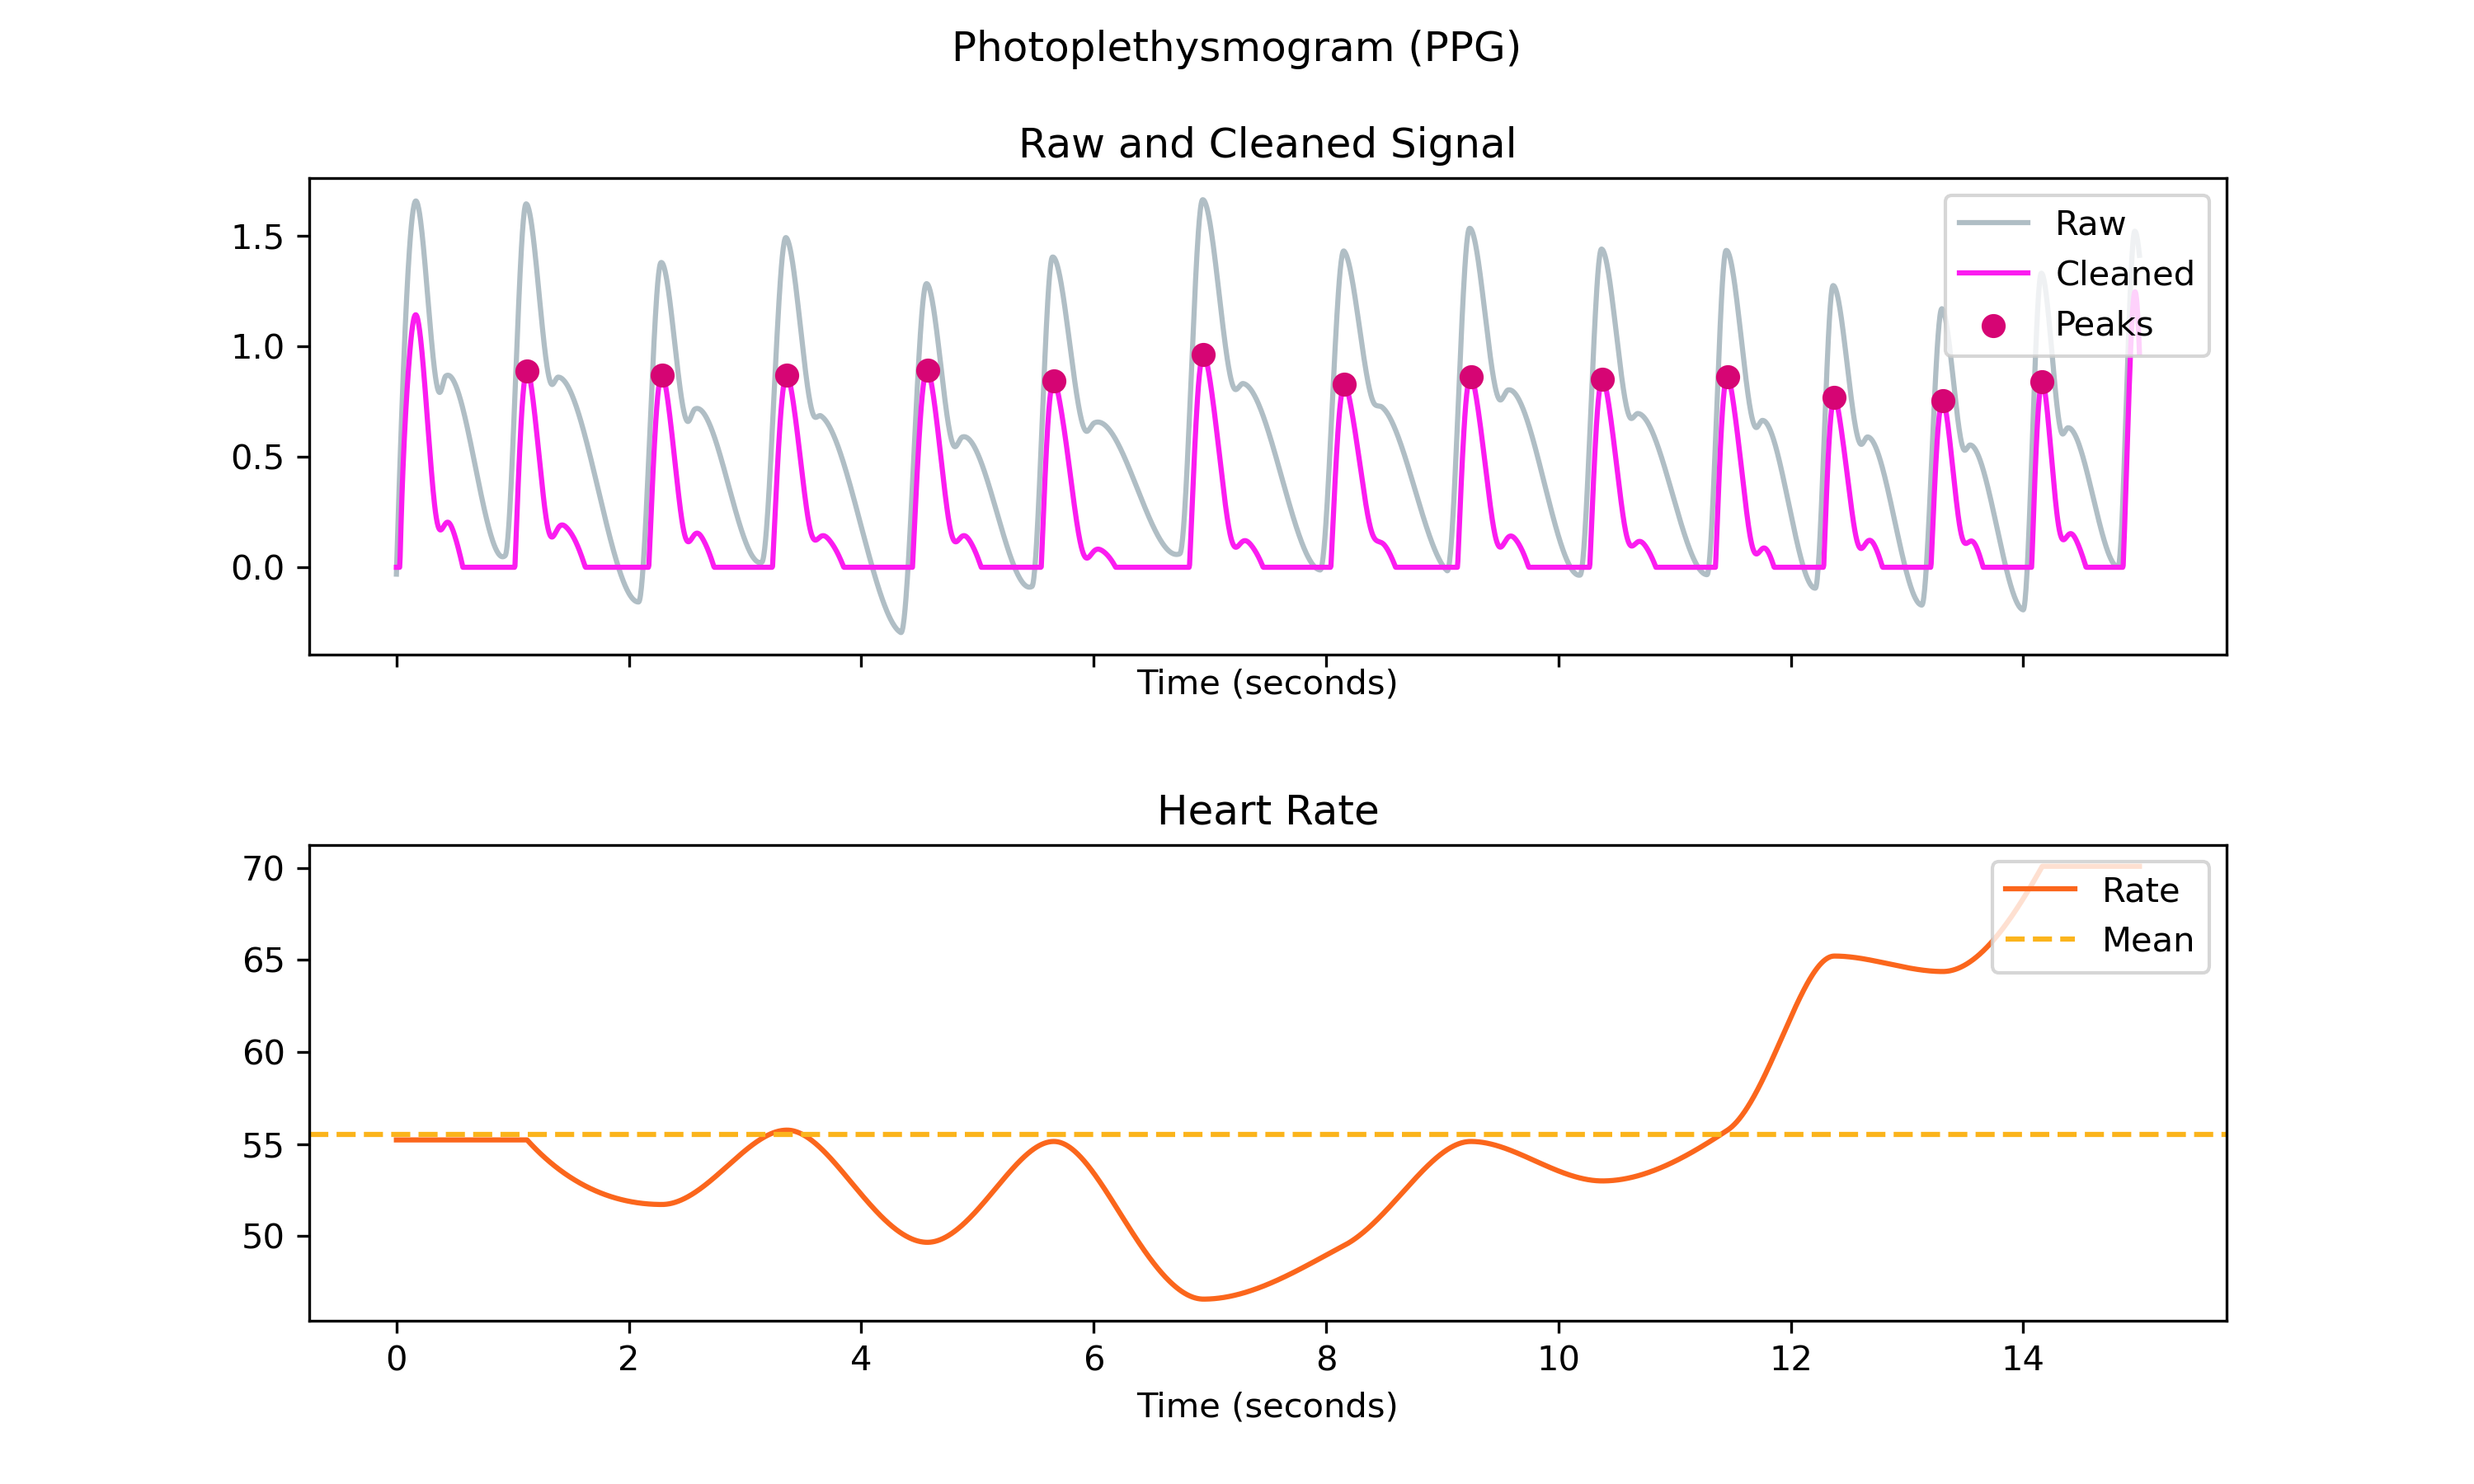 Photoplethysmogram (PPG)
Raw and Cleaned Signal
Raw
Cleaned
Peaks
1.5
1.0
0.5
0.0
Time (seconds)
Heart Rate
Rate
Mean
70
65
60
55
50
0 2 4 6 8 10 12 14
Time (seconds)